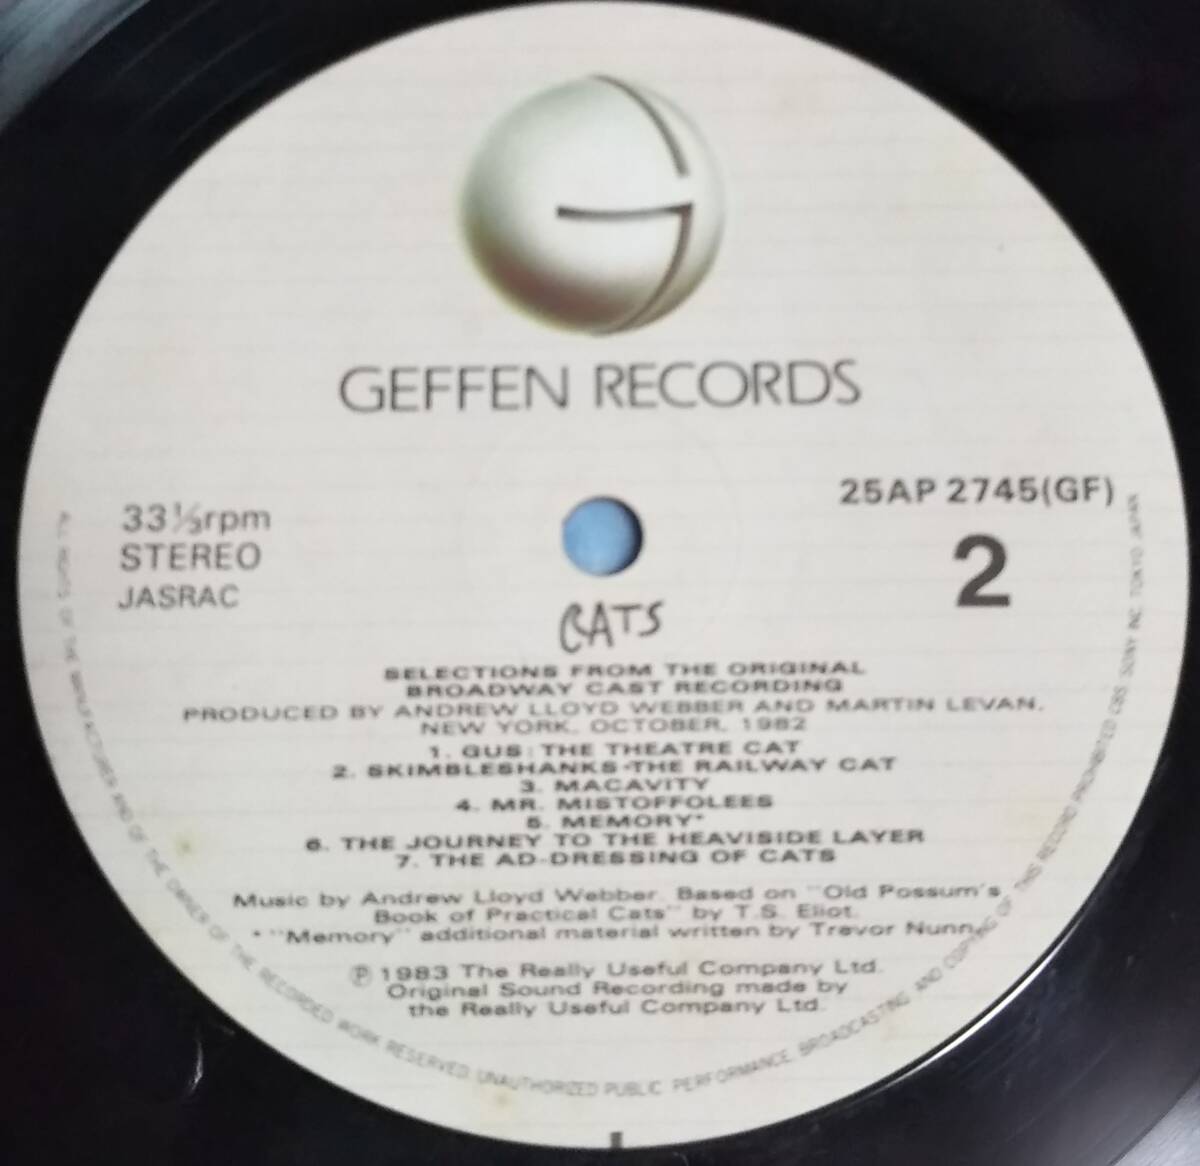 GEFFEN RECORDS
33⅓rpm
STEREO
JASRAC
25AP 2745(GF)
2
CATS
SELECTIONS FROM THE ORIGINAL
BROADWAY CAST RECORDING
PRODUCED BY ANDREW LLOYD WEBBER AND MARTIN LEVAN,
NEW YORK, OCTOBER, 1982
1. GUS: THE THEATRE CAT
2. SKIMBLESHANKS-THE RAILWAY CAT
3. MACAVITY
4. MR. MISTOFFOLEES
5. MEMORY*
6. THE JOURNEY TO THE HEAVISIDE LAYER
7. THE AD-DRESSING OF CATS
Music by Andrew Lloyd Webber. Based on "Old Possum's
Book of Practical Cats" by T.S. Eliot.
* "Memory" additional material written by Trevor Nunn.
℗ 1983 The Really Useful Company Ltd.
Original Sound Recording made by
the Really Useful Company Ltd.
ALL RIGHTS OF THE MANUFACTURER AND OF THE OWNER OF THE RECORDED WORK RESERVED UNAUTHORIZED PUBLIC PERFORMANCE BROADCASTING AND COPYING OF THIS RECORD PROHIBITED CBS SONY INC TOKYO JAPAN